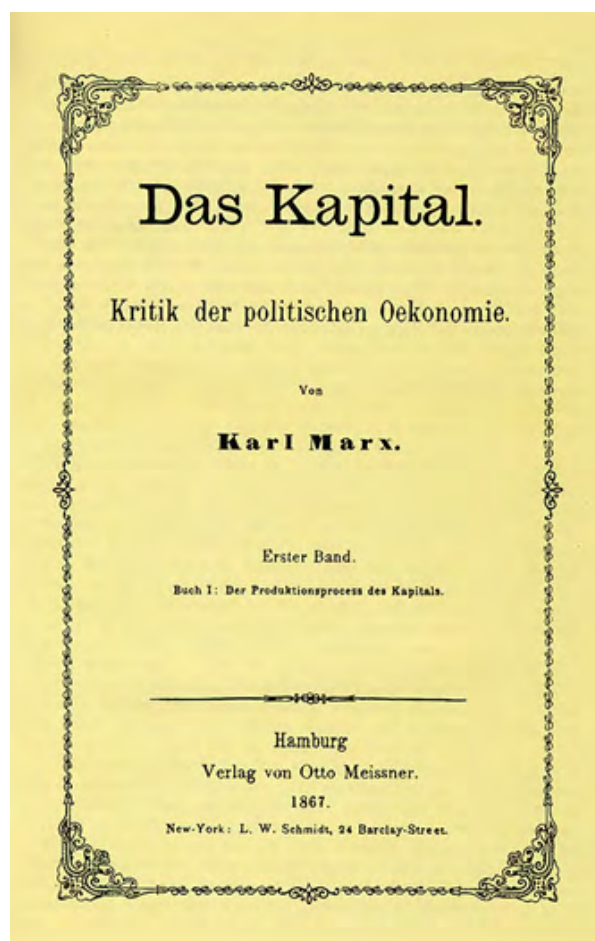 Das Kapital.
Kritik der politischen Oekonomie.
Von
Karl Marx.
Erster Band.
Buch I: Der Produktionsprocess des Kapitals.
Hamburg
Verlag von Otto Meissner.
1867.
New-York: L. W. Schmidt, 24 Barclay-Street.